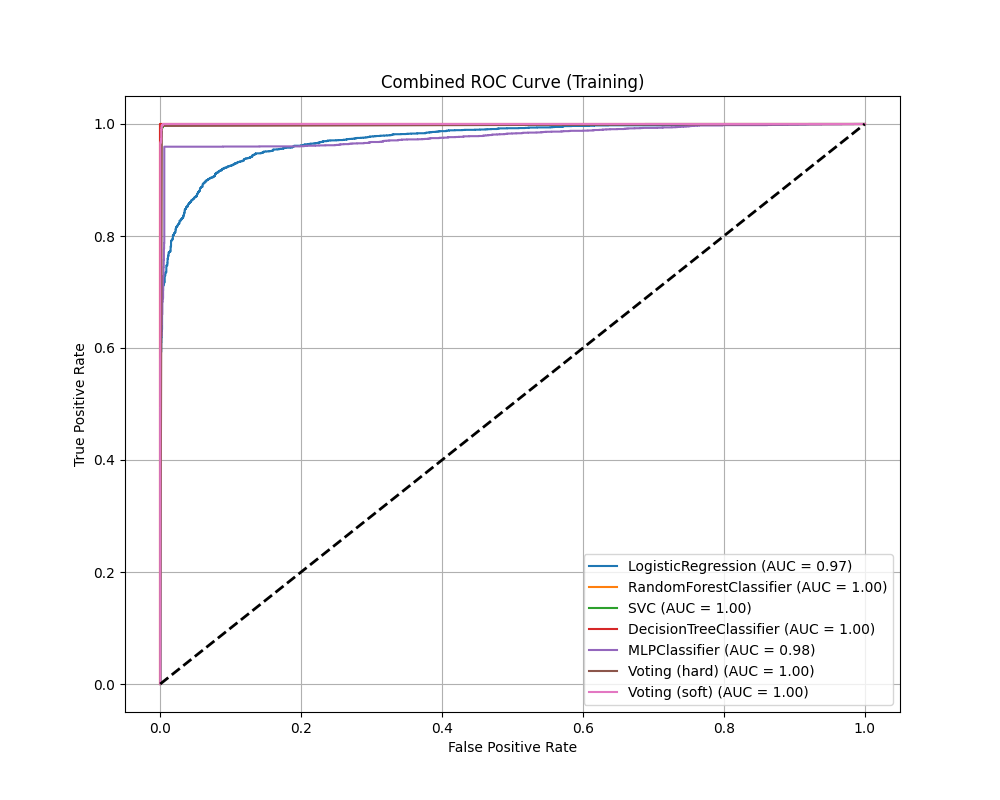 Combined ROC Curve (Training)
1.0
0.8
0.6
0.4
0.2
0.0
True Positive Rate
0.0 0.2 0.4 0.6 0.8 1.0
False Positive Rate
LogisticRegression (AUC = 0.97)
RandomForestClassifier (AUC = 1.00)
SVC (AUC = 1.00)
DecisionTreeClassifier (AUC = 1.00)
MLPClassifier (AUC = 0.98)
Voting (hard) (AUC = 1.00)
Voting (soft) (AUC = 1.00)